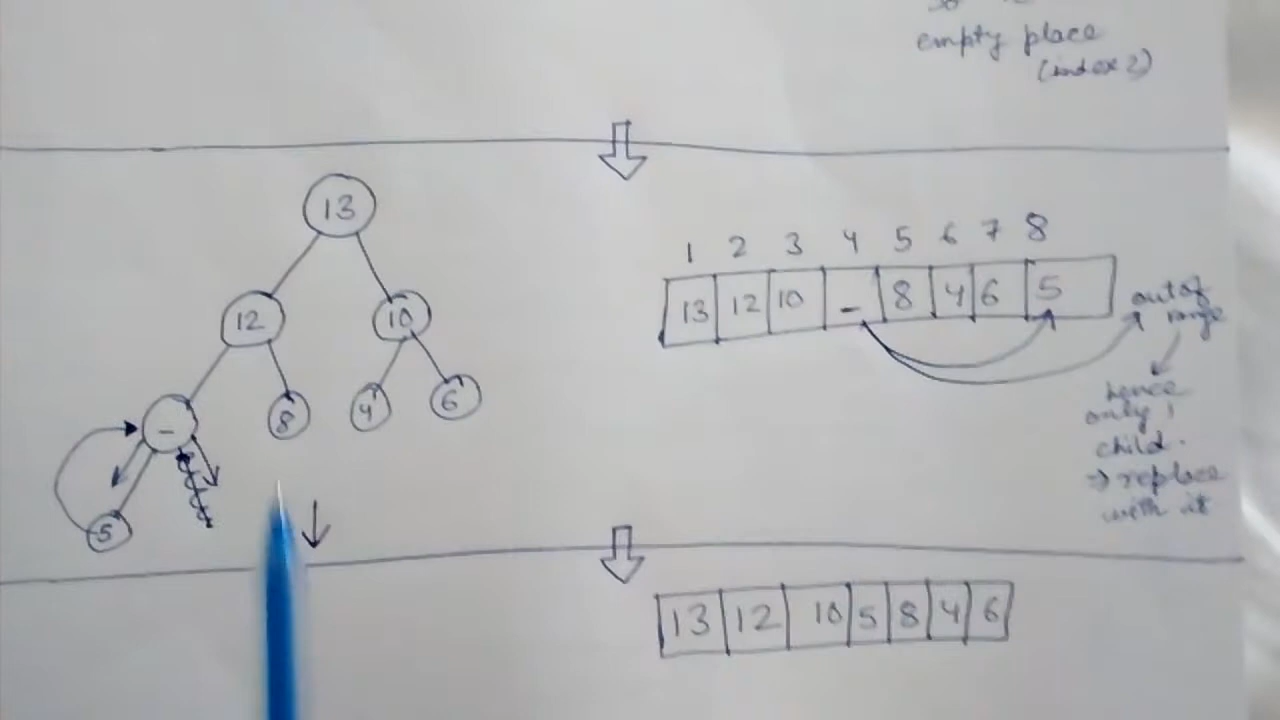 empty place
(index 2)
13
12
10
-
8
4
6
5
1 2 3 4 5 6 7 8
13 12 10 - 8 4 6 5
out of
range
hence
only 1
child.
⇒ replace
with it
13 12 10 5 8 4 6